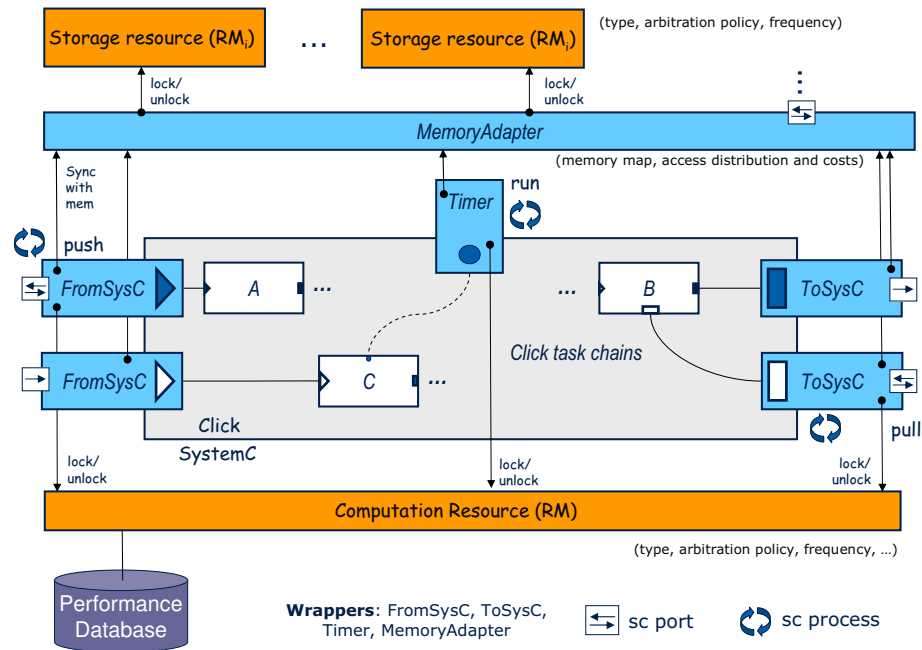 (type, arbitration policy, frequency)
Storage resource (RMi)
...
Storage resource (RMi)
lock/
unlock
lock/
unlock
...
MemoryAdapter
(memory map, access distribution and costs)
Sync
with
mem
run
Timer
push
FromSysC
A
...
...
B
ToSysC
Click task chains
FromSysC
C
...
ToSysC
Click
SystemC
pull
lock/
unlock
lock/
unlock
lock/
unlock
Computation Resource (RM)
(type, arbitration policy, frequency, ...)
Performance
Database
Wrappers: FromSysC, ToSysC,
Timer, MemoryAdapter
sc port
sc process